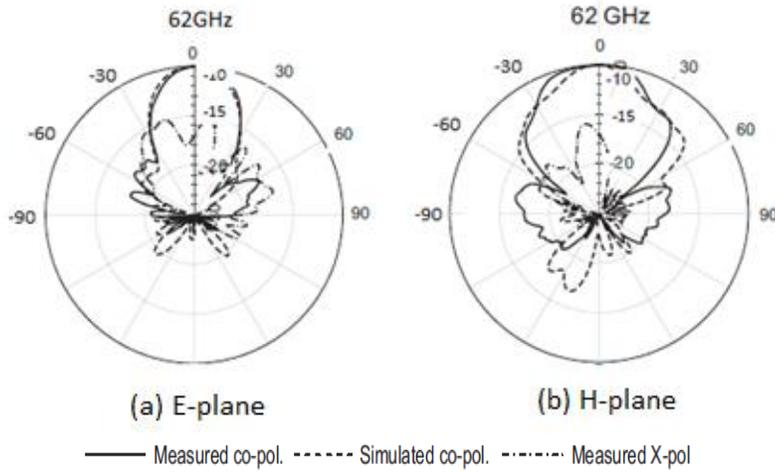 62GHz
0
-30
30
-60
60
-90
90
-10
-15
-20
(a) E-plane
62 GHz
0
-30
30
-60
60
-90
90
-10
-15
-20
(b) H-plane
Measured co-pol.
Simulated co-pol.
Measured X-pol